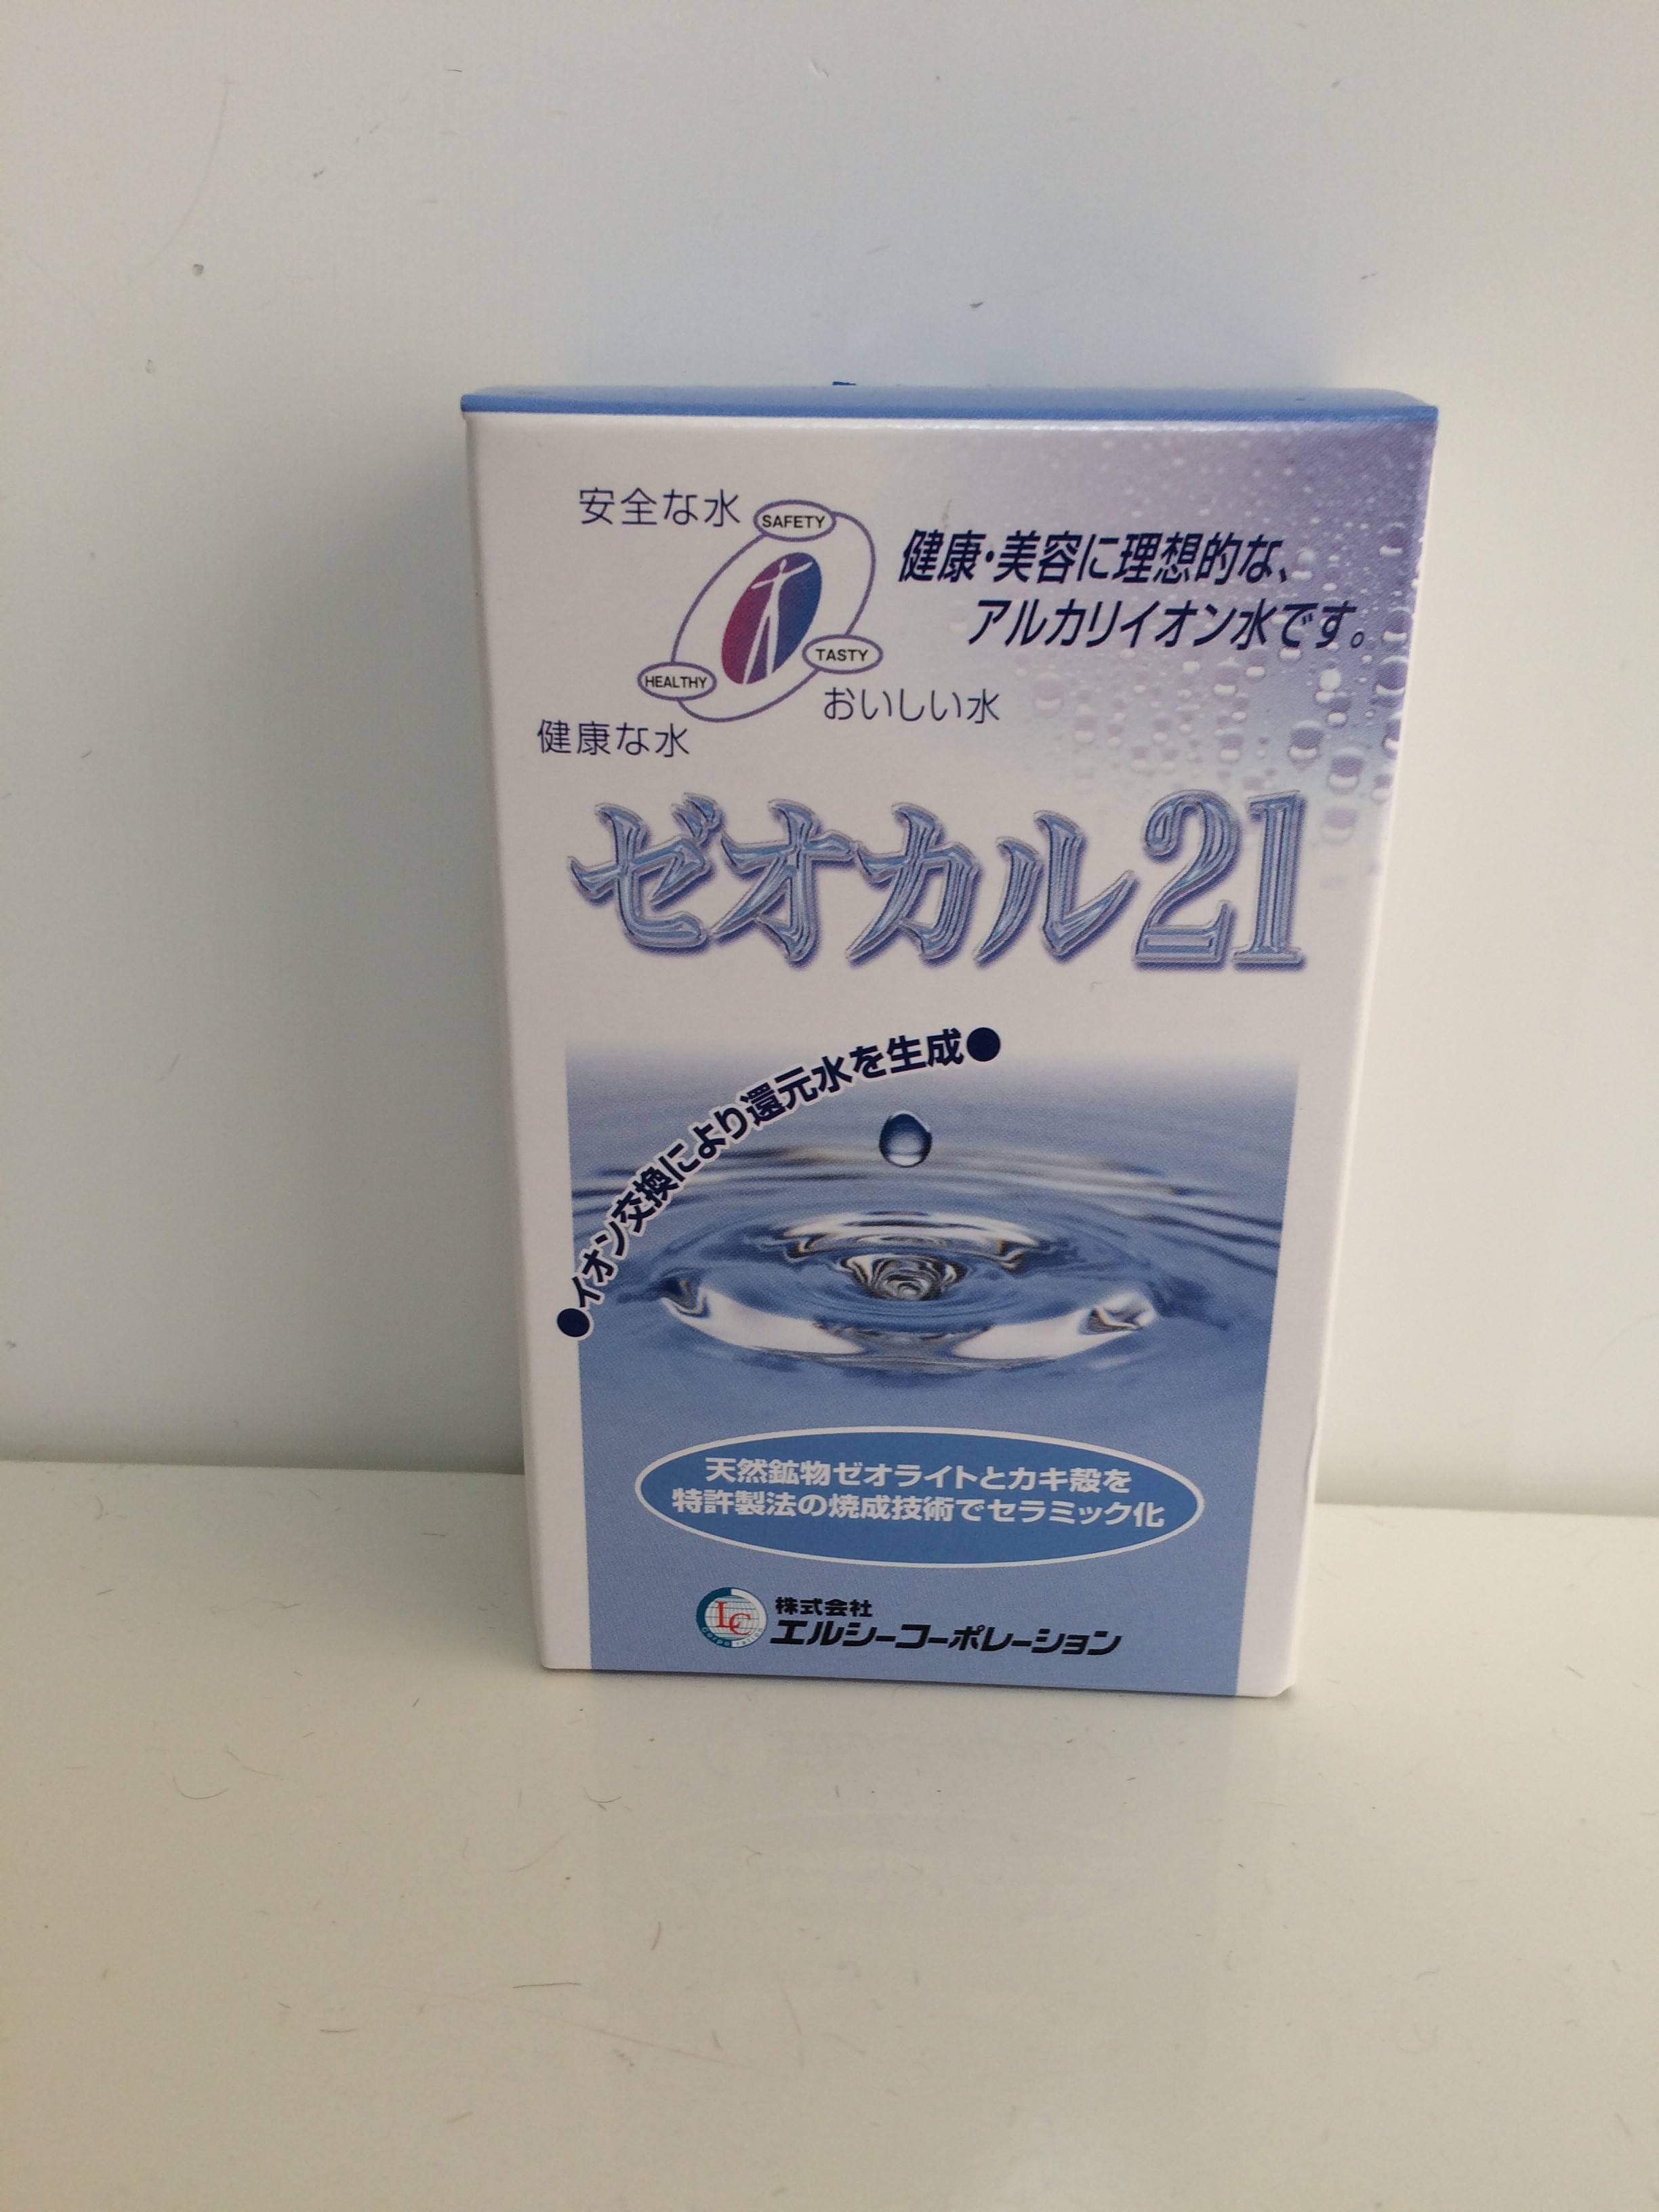 安全な水
SAFETY
健康・美容に理想的な、
アルカリイオン水です。
TASTY
HEALTHY
おいしい水
健康な水
ゼオカル21
●イオン交換により還元水を生成●
天然鉱物ゼオライトとカキ殻を
特許製法の焼成技術でセラミック化
LC
株式会社
エルシーコーポレーション